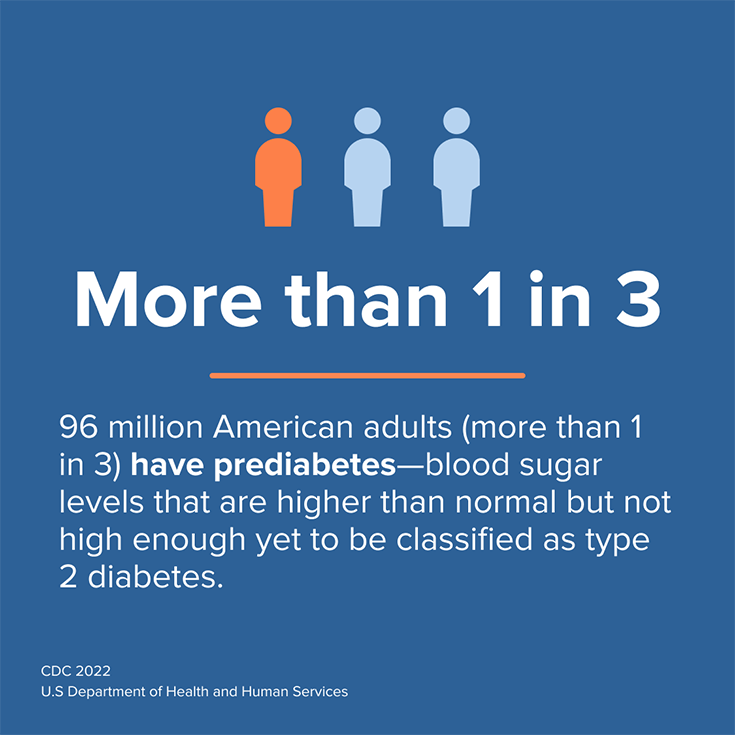 More than 1 in 3
96 million American adults (more than 1
in 3) have prediabetes—blood sugar
levels that are higher than normal but not
high enough yet to be classified as type
2 diabetes.
CDC 2022
U.S Department of Health and Human Services